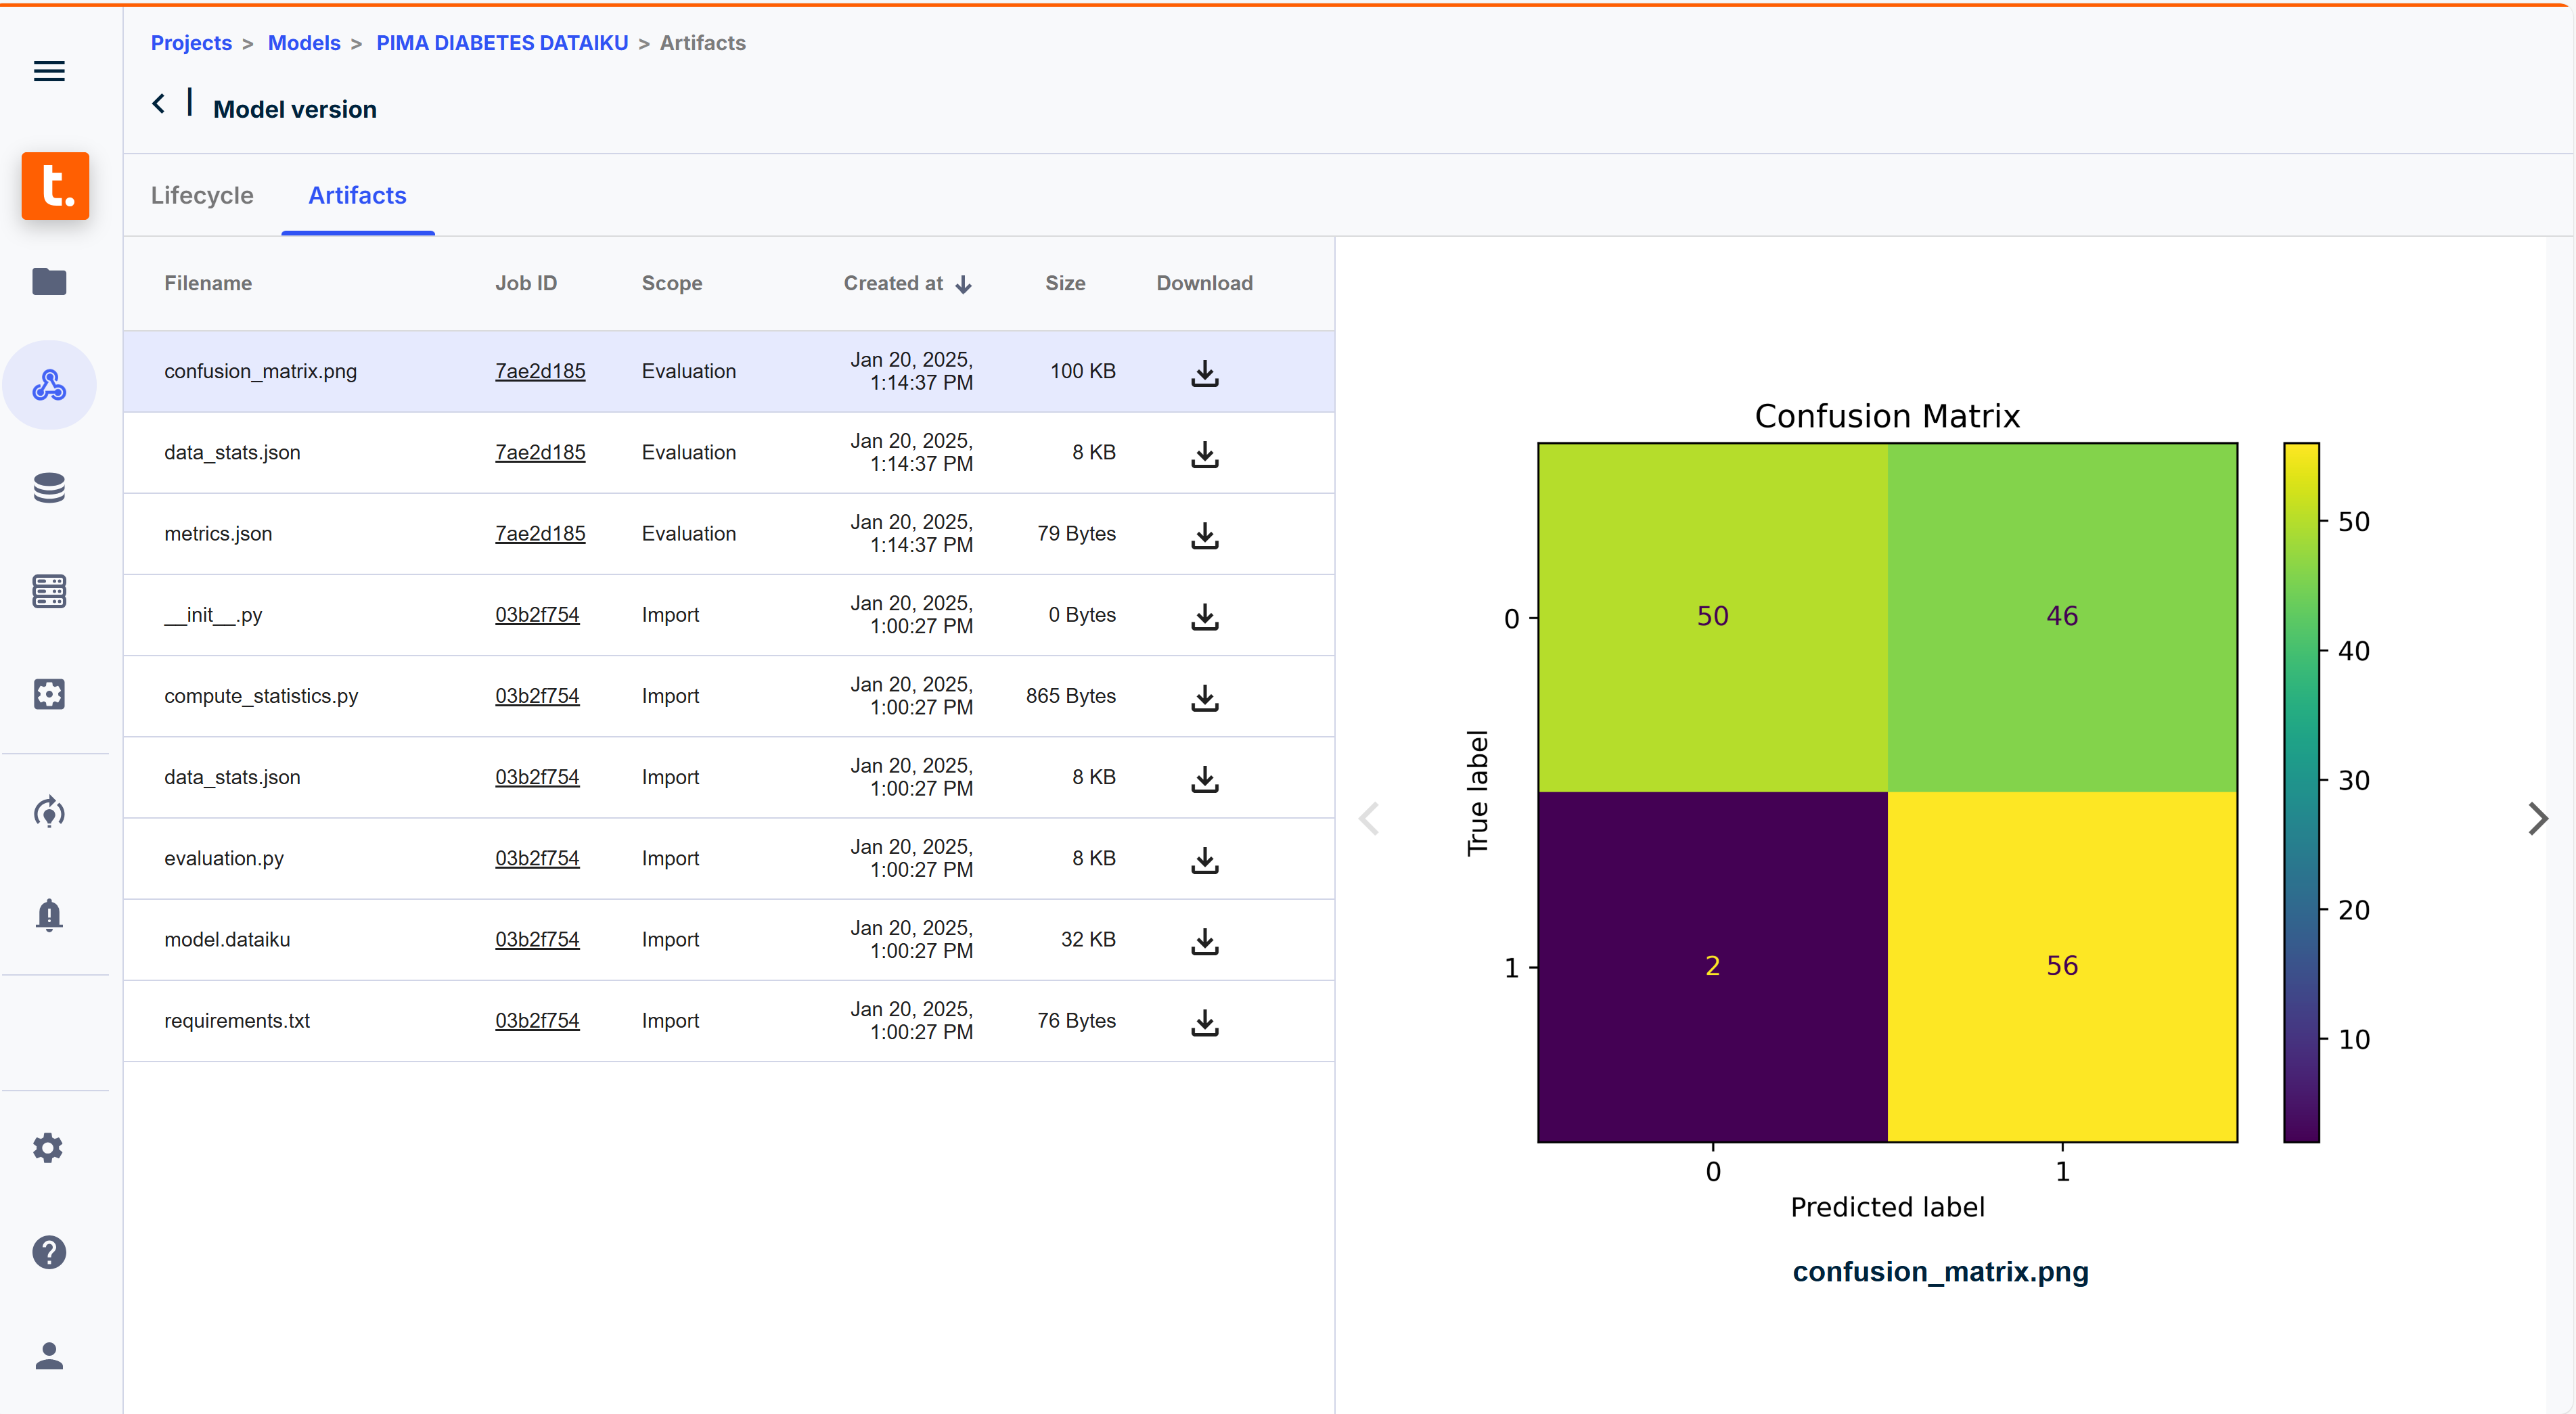 Projects > Models > PIMA DIABETES DATAIKU > Artifacts
Model version
t.
Lifecycle Artifacts
Filename Job ID Scope Created at Size Download
confusion_matrix.png 7ae2d185 Evaluation Jan 20, 2025, 1:14:37 PM 100 KB
data_stats.json 7ae2d185 Evaluation Jan 20, 2025, 1:14:37 PM 8 KB
metrics.json 7ae2d185 Evaluation Jan 20, 2025, 1:14:37 PM 79 Bytes
__init__.py 03b2f754 Import Jan 20, 2025, 1:00:27 PM 0 Bytes
compute_statistics.py 03b2f754 Import Jan 20, 2025, 1:00:27 PM 865 Bytes
data_stats.json 03b2f754 Import Jan 20, 2025, 1:00:27 PM 8 KB
evaluation.py 03b2f754 Import Jan 20, 2025, 1:00:27 PM 8 KB
model.dataiku 03b2f754 Import Jan 20, 2025, 1:00:27 PM 32 KB
requirements.txt 03b2f754 Import Jan 20, 2025, 1:00:27 PM 76 Bytes
Confusion Matrix
True label
0 50 46
1 2 56
0 1
Predicted label
50
40
30
20
10
confusion_matrix.png